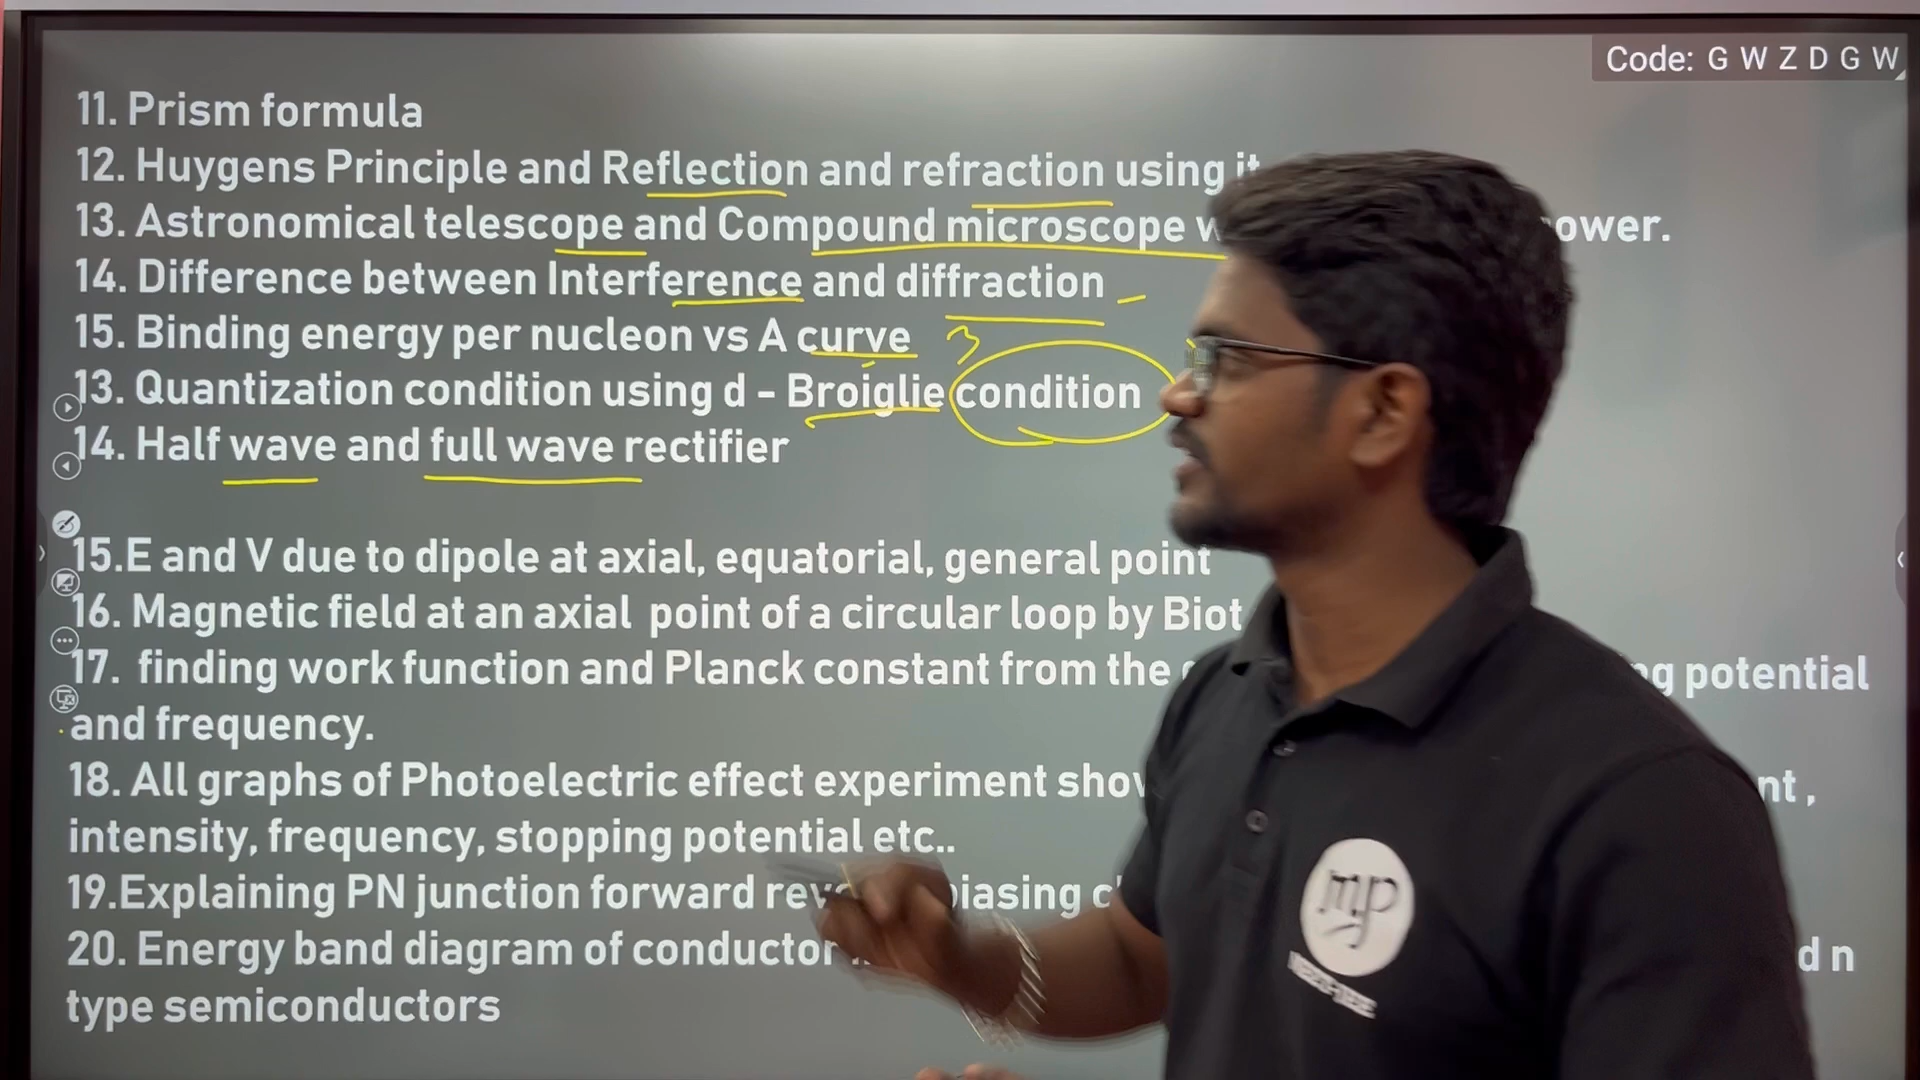 Code: G W Z D G W
11. Prism formula
12. Huygens Principle and Reflection and refraction using it
13. Astronomical telescope and Compound microscope ower.
14. Difference between Interference and diffraction
15. Binding energy per nucleon vs A curve
13. Quantization condition using d - Broiglie condition
14. Half wave and full wave rectifier
15.E and V due to dipole at axial, equatorial, general point
16. Magnetic field at an axial point of a circular loop by Biot
17. finding work function and Planck constant from the potential
and frequency.
18. All graphs of Photoelectric effect experiment nt ,
intensity, frequency, stopping potential etc..
19.Explaining PN junction forward biasing
20. Energy band diagram of conductor d n
type semiconductors
mp